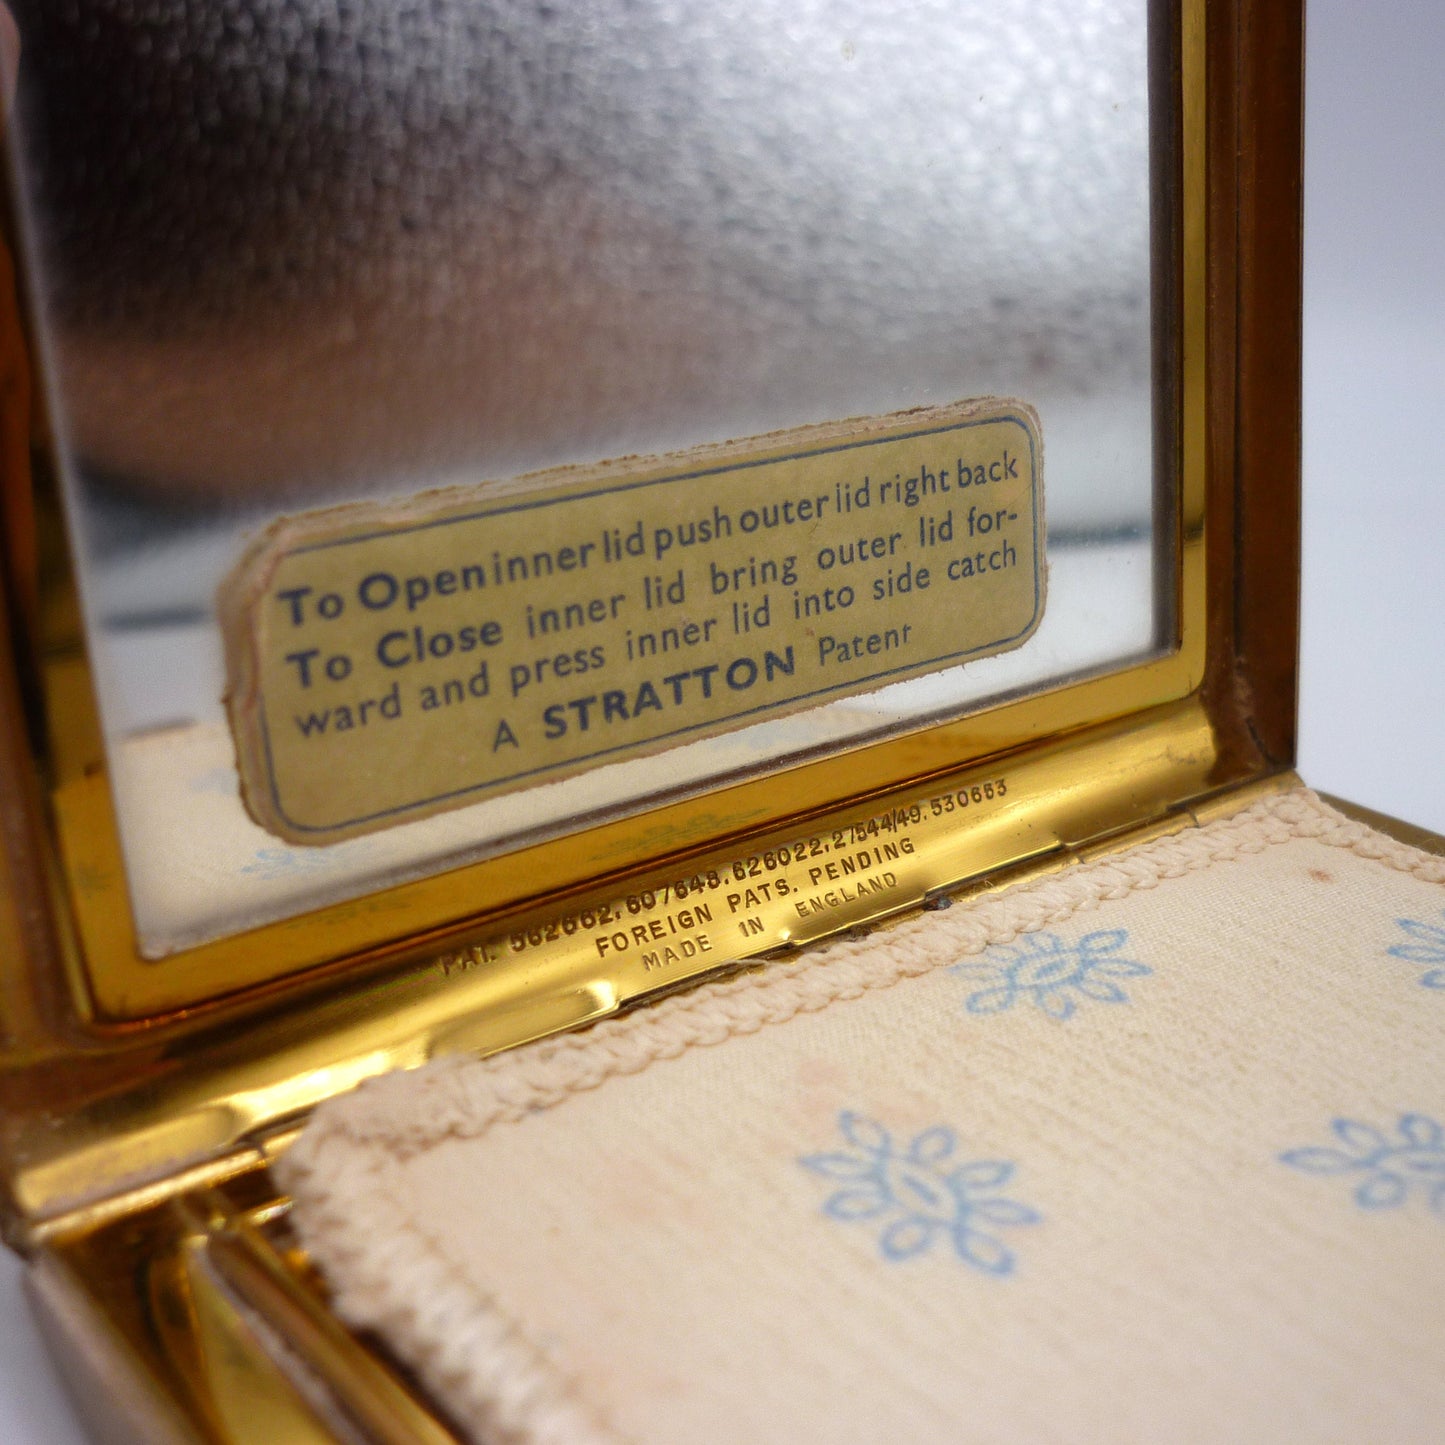 To Open inner lid push outer lid right back
To Close inner lid bring outer lid for-
ward and press inner lid into side catch
A STRATTON Patent
PAT. 562662, 607648. 626022, 27544/49. 530663
FOREIGN PATS. PENDING
MADE IN ENGLAND